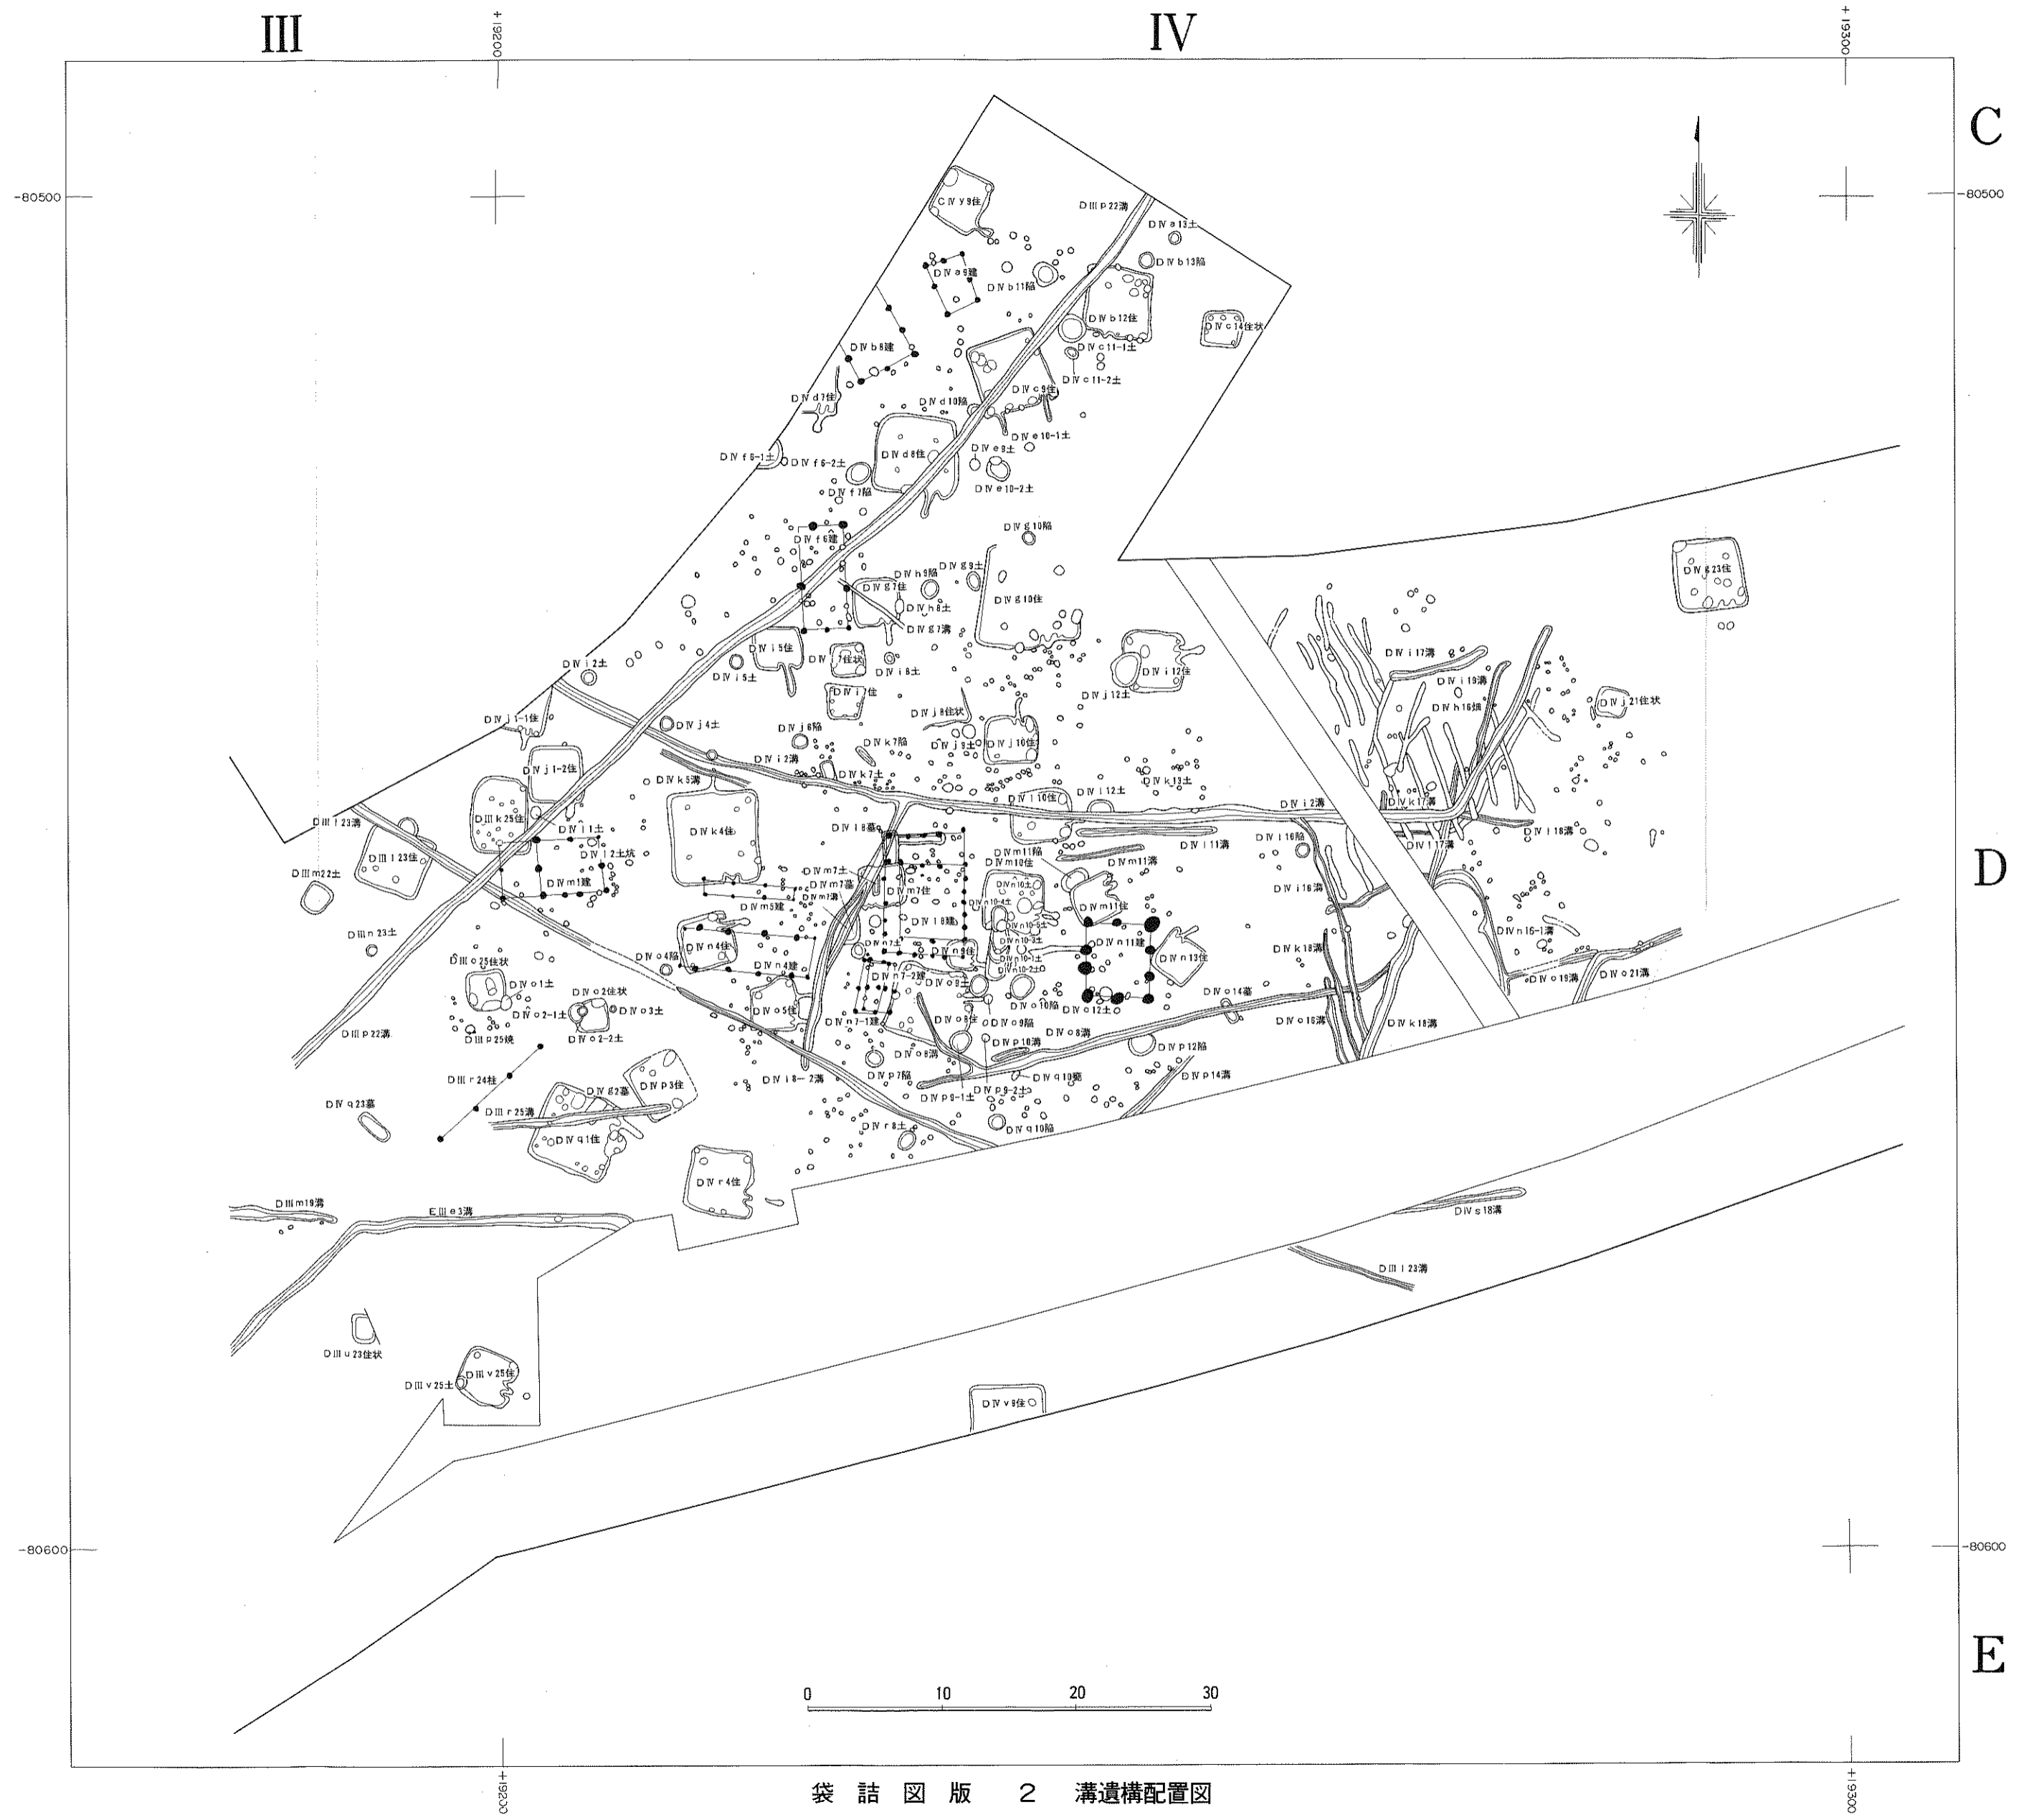 III
IV
+19200
+19300
C
-80500
-80500
CⅣy9住
DⅢp22溝
DⅣa13土
DⅣb13陥
DⅣa9建
DⅣb11陥
DⅣb12住
DⅣc14住状
DⅣb8建
DⅣc11-1土
DⅣc11-2土
DⅣd7住
DⅣc9住
DⅣd10陥
DⅣe10-1土
DⅣf6-1土
DⅣf6-2土
DⅣd8住
DⅣe9土
DⅣe10-2土
DⅣf7陥
DⅣg10陥
DⅣf6建
DⅣh9陥
DⅣg9土
DⅣg7住
DⅣh8土
DⅣg10住
DⅣg7溝
DⅣg23住
DⅣi5住
DⅣi2土
DⅣi5土
DⅣi8土
DⅣi12住
DⅣj12土
DⅣi17溝
DⅣi19溝
DⅣh16畑
DⅣj21住状
DⅣj1-1住
DⅣj4土
DⅣj6陥
DⅣj8住状
DⅣj9土
DⅣj10住
DⅣk7陥
DⅣi2溝
DⅣk7土
DⅣk5溝
DⅣj1-2住
DⅣk13土
DⅣl10住
DⅣl12土
DⅣi2溝
DⅣk17溝
DⅢl23溝
DⅢk25住
DⅣl1土
DⅣk4住
DⅣl8墓
DⅣl11溝
DⅣl16陥
DⅣl17溝
DⅣl18溝
DⅢl23住
DⅣl2土坑
DⅢm22土
DⅣm1建
DⅣm7土
DⅣm7墓
DⅣm7溝
DⅣm7住
DⅣm11陥
DⅣm10住
DⅣm11溝
DⅣm5建
DⅣl8建
DⅣm11住
DⅣl16溝
D
DⅢn23土
DⅣn4住
DⅣn4建
DⅣo4陥
DⅣn7土
DⅣn7-2建
DⅣn9住
DⅣn10土
DⅣn10-4土
DⅣn10-5土
DⅣn10-3土
DⅣn10-1土
DⅣn10-2土
DⅣn11建
DⅣn13住
DⅣk18溝
DⅣn16-1溝
DⅢo25住状
DⅣo1土
DⅣo2住状
DⅣo2-1土
DⅣo3土
DⅣo2-2土
DⅢp25焼
DⅣo5住
DⅣn7-1建
DⅣo9土
DⅣo10陥
DⅣo12土
DⅣo14墓
DⅣo16溝
DⅣk18溝
DⅣo19溝
DⅣo21溝
DⅢp22溝
DⅣo8住
DⅣo9陥
DⅣo8溝
DⅣo8溝
DⅣp10溝
DⅣp12陥
DⅣp14溝
DⅢr24柱
DⅣp3住
DⅣl8-2溝
DⅣp7陥
DⅣp9-1土
DⅣp9-2土
DⅣq23墓
DⅣg2墓
DⅢr25溝
DⅣq1住
DⅣr8土
DⅣq10陥
DⅣr4住
DⅢm19溝
EⅢe3溝
DⅣs18溝
DⅢl23溝
DⅢu23住状
DⅢv25土
DⅢv25住
DⅣv9住
-80600
-80600
E
0 10 20 30
+19200
+19300
袋詰図版 2 溝遺構配置図